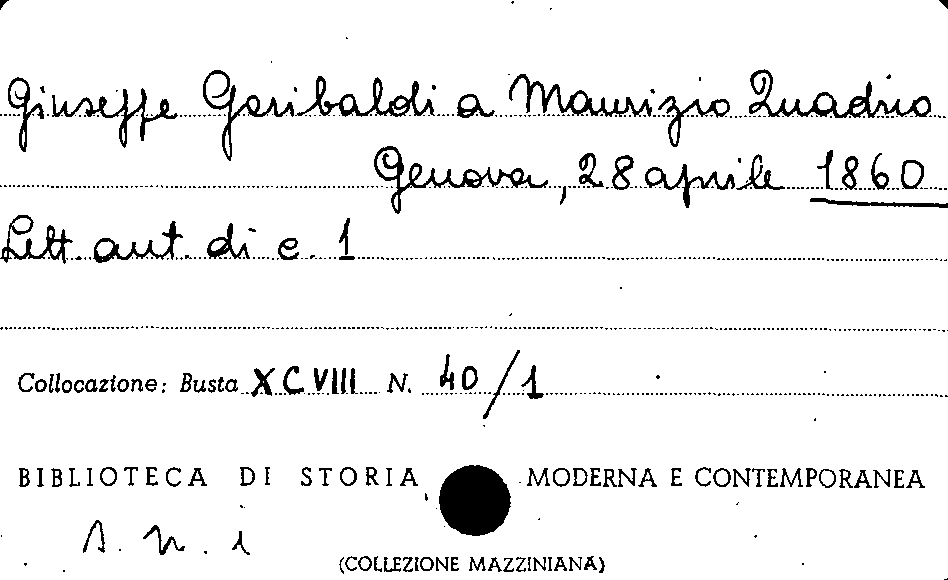 Giuseppe Garibaldi a Maurizio Quadrio
Genova, 28 aprile 1860
Lett. aut. di c. 1
Collocazione: Busta XCVIII N. 40/1
BIBLIOTECA DI STORIA MODERNA E CONTEMPORANEA
s. n. i
(COLLEZIONE MAZZINIANA)